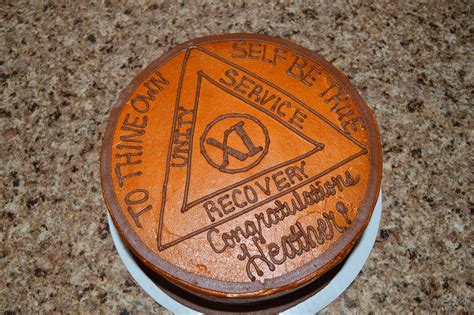 TO THINE OWN
SELF BE TRUE
UNITY
SERVICE
XI
RECOVERY
Congratulations
Heather!